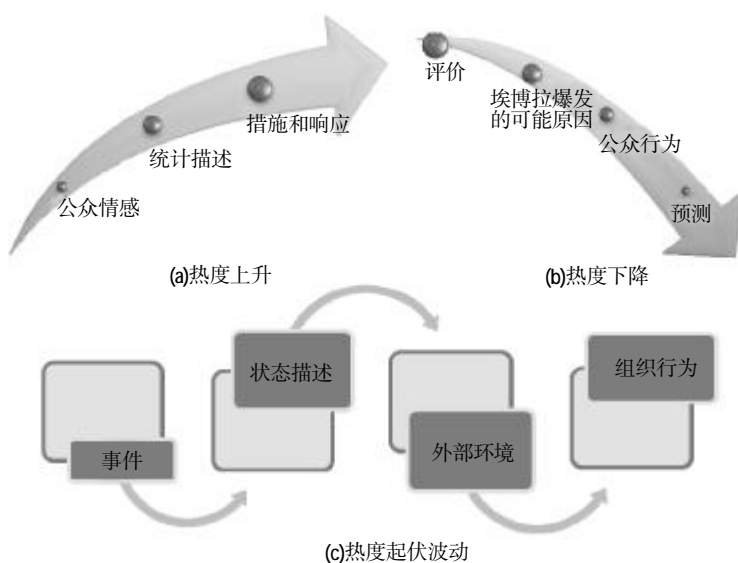 措施和响应
统计描述
公众情感
(a)热度上升
评价
埃博拉爆发
的可能原因
公众行为
预测
(b)热度下降
事件
状态描述
外部环境
组织行为
(c)热度起伏波动